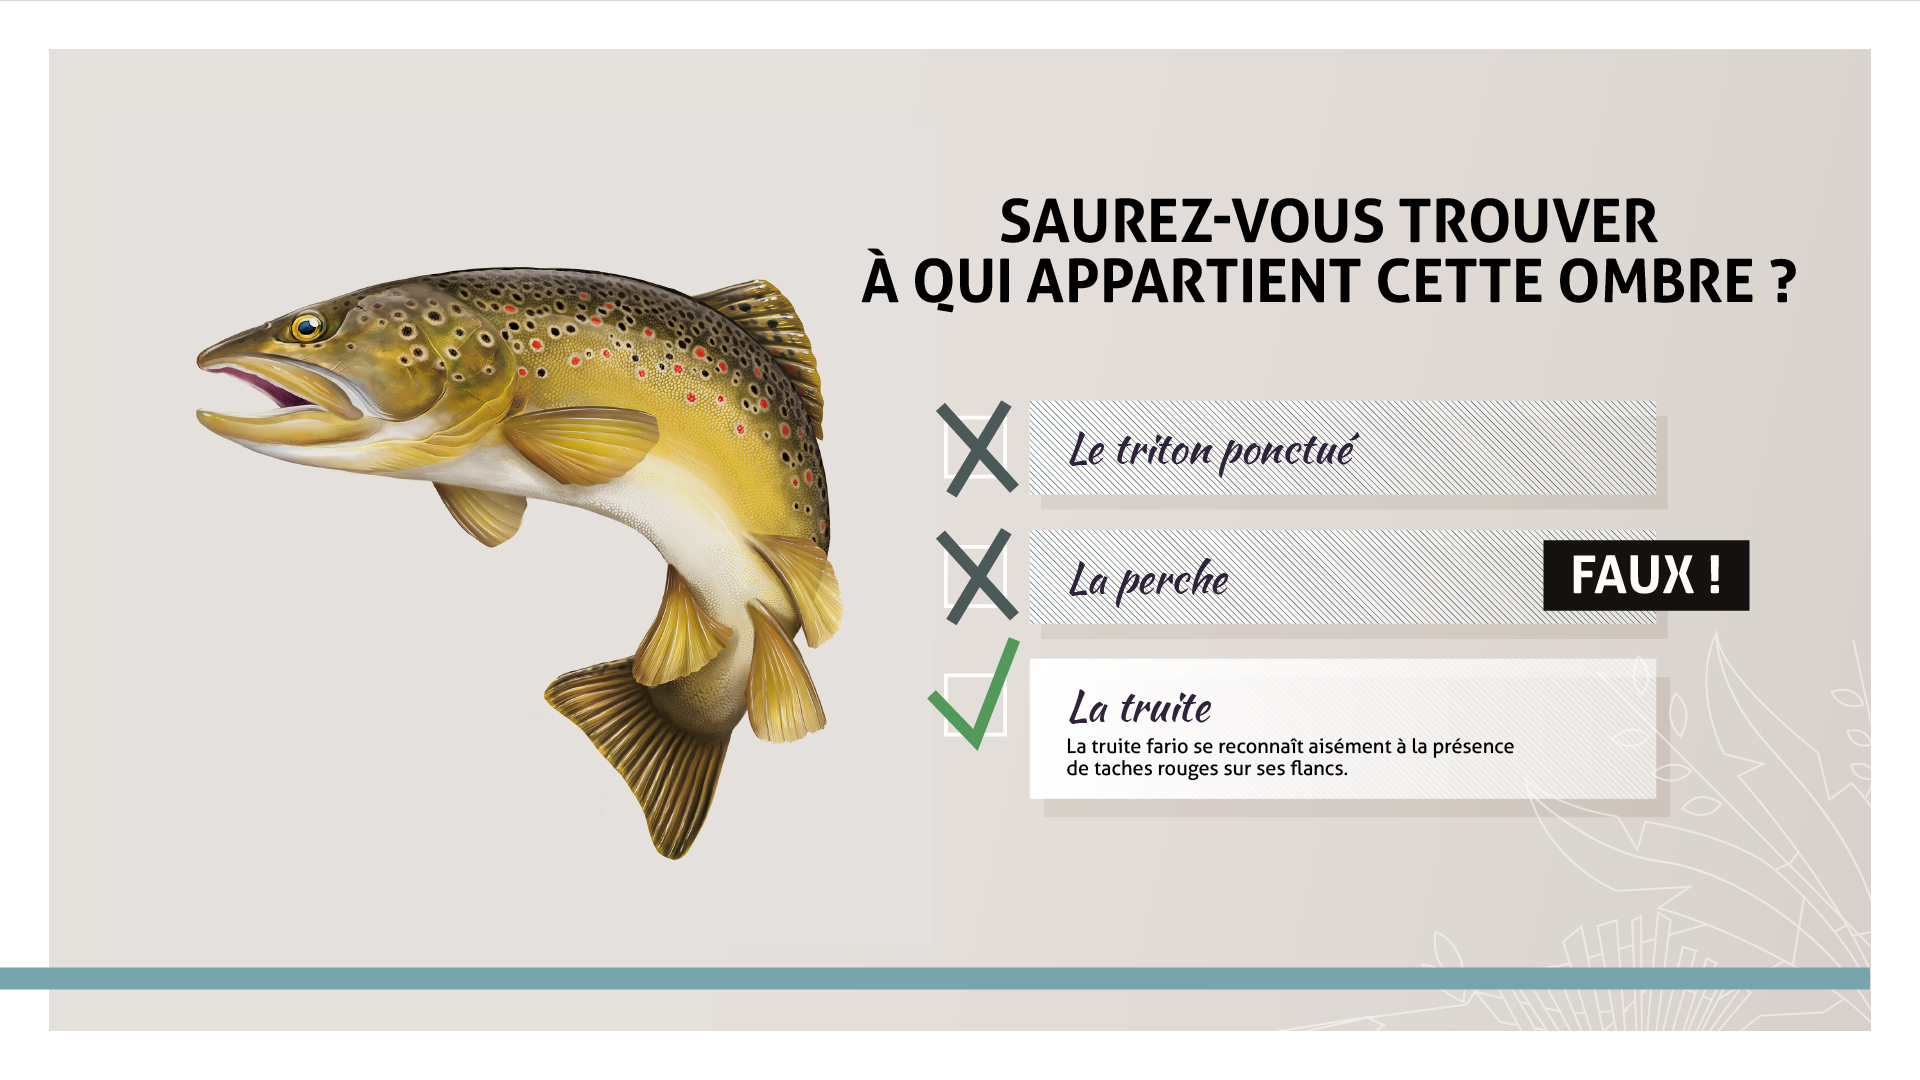 SAUREZ-VOUS TROUVER
À QUI APPARTIENT CETTE OMBRE ?
Le triton ponctué
La perche
FAUX !
La truite
La truite fario se reconnaît aisément à la présence
de taches rouges sur ses flancs.